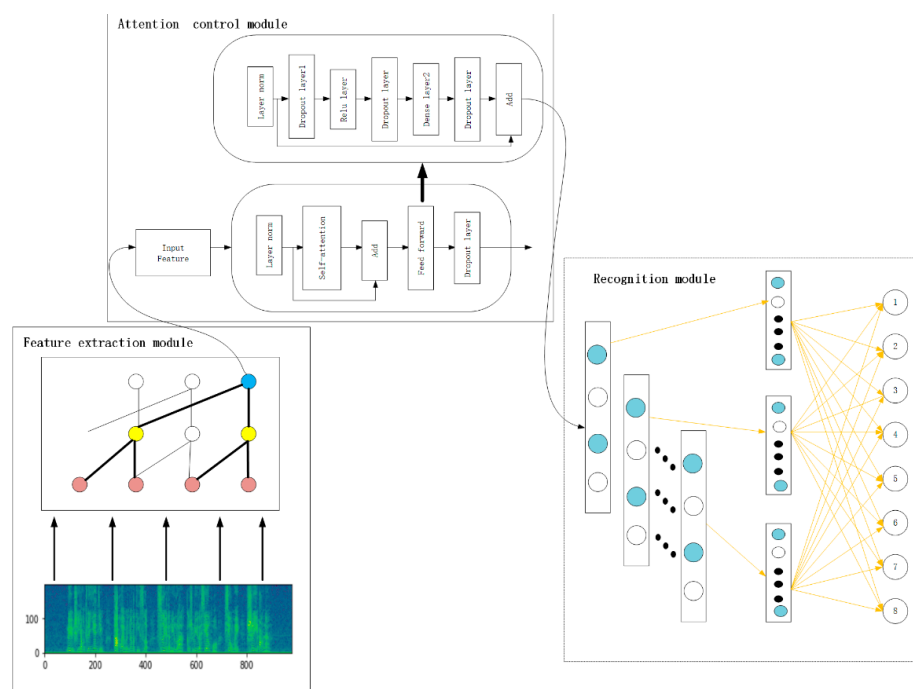 Attention control module
Layer norm
Dropout layer1
Relu layer
Dropout layer
Dense layer2
Dropout layer
Add
Input
Feature
Layer norm
Self-attention
Add
Feed forward
Dropout layer
Feature extraction module
100
0
0
200
400
600
800
Recognition module
1
2
3
4
5
6
7
8